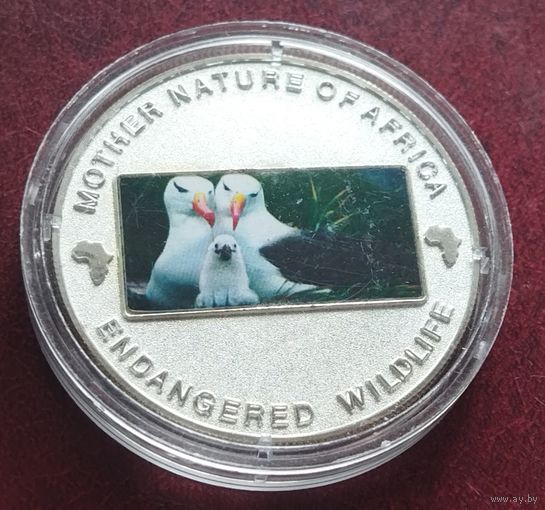 MOTHER NATURE OF AFRICA
ENDANGERED WILDLIFE
www.ay.by